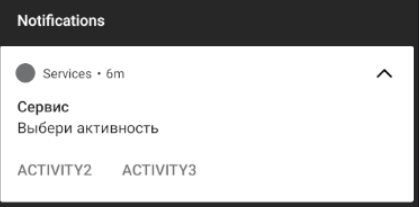 Notifications
Services • 6m
Сервис
Выбери активность
ACTIVITY2 ACTIVITY3